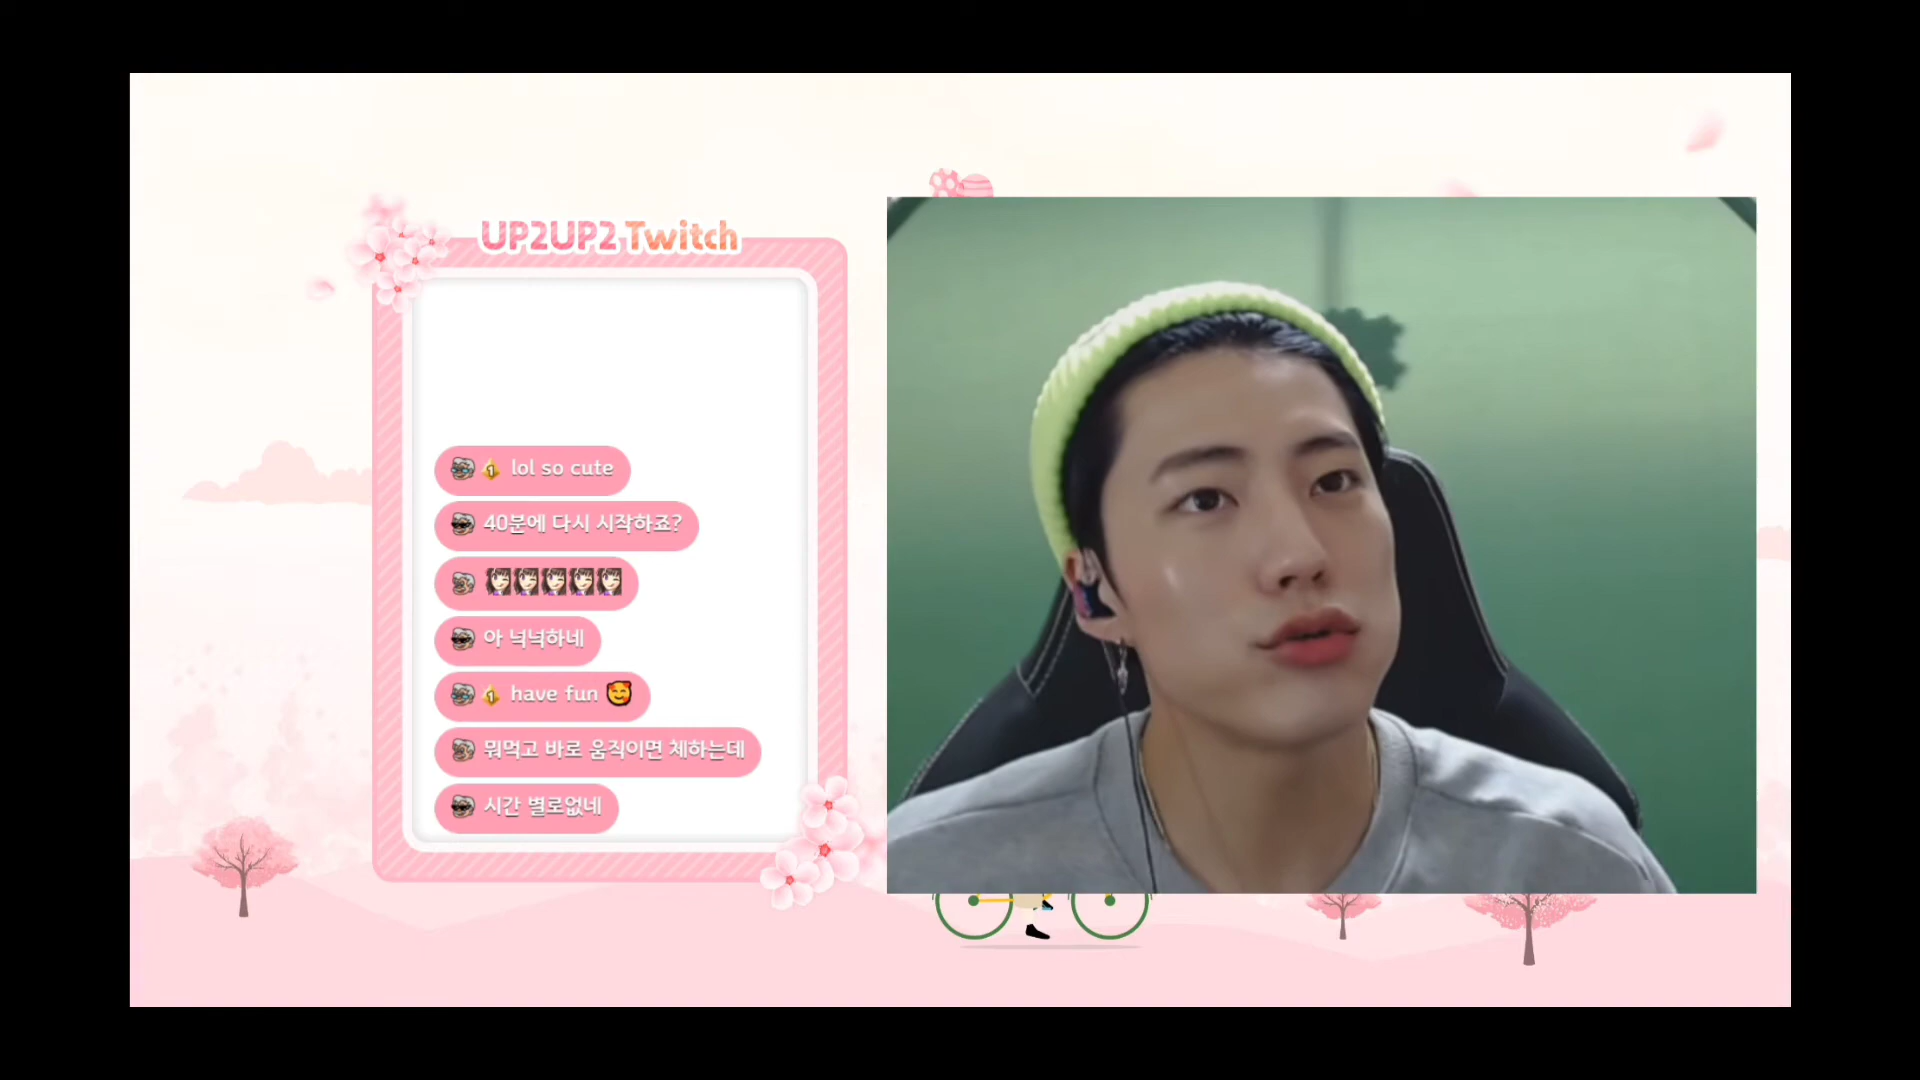 UP2UP2 Twitch
1 lol so cute
40분에 다시 시작하죠?
아 넉넉하네
1 have fun 🥰
뭐먹고 바로 움직이면 체하는데
시간 별로없네